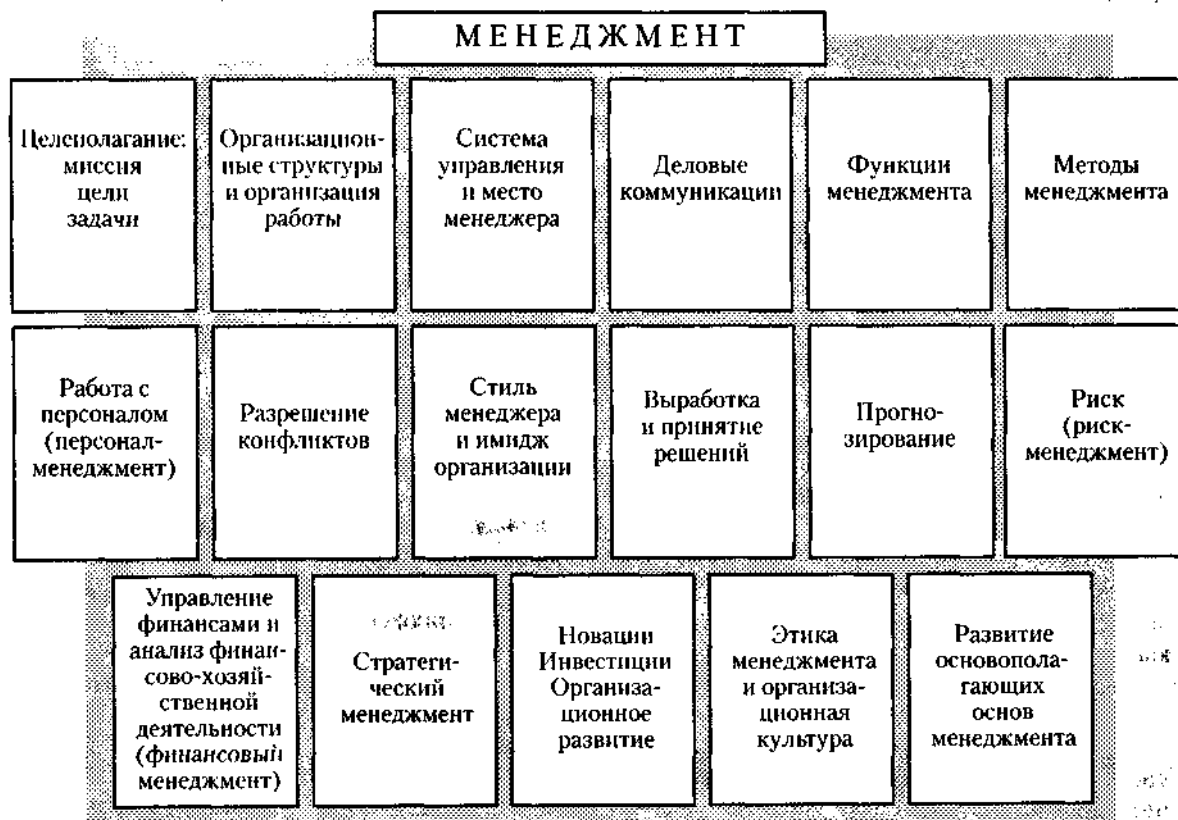 МЕНЕДЖМЕНТ
Целеполагание:
миссия
цели
задачи
Организацион-
ные структуры
и организация
работы
Система
управления
и место
менеджера
Деловые
коммуникации
Функции
менеджмента
Методы
менеджмента
Работа с
персоналом
(персонал-
менеджмент)
Разрешение
конфликтов
Стиль
менеджера
и имидж
организации
Выработка
и принятие
решений
Прогно-
зирование
Риск
(риск-
менеджмент)
Управление
финансами и
анализ финан-
сово-хозяй-
ственной
деятельности
(финансовый
менеджмент)
Стратеги-
ческий
менеджмент
Новации
Инвестиции
Организа-
ционное
развитие
Этика
менеджмента
и организа-
ционная
культура
Развитие
основопола-
гающих
основ
менеджмента